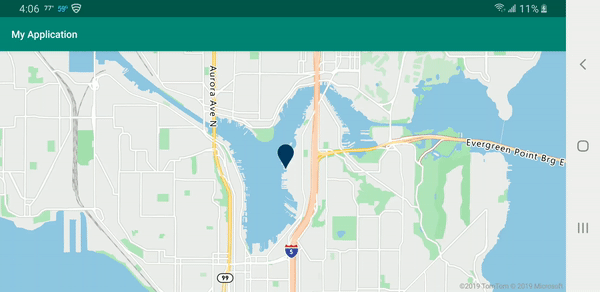 4:06 77° 59° 11%
My Application
Aurora Ave N
Evergreen Point Brg E
5
99
©2019 TomTom © 2019 Microsoft